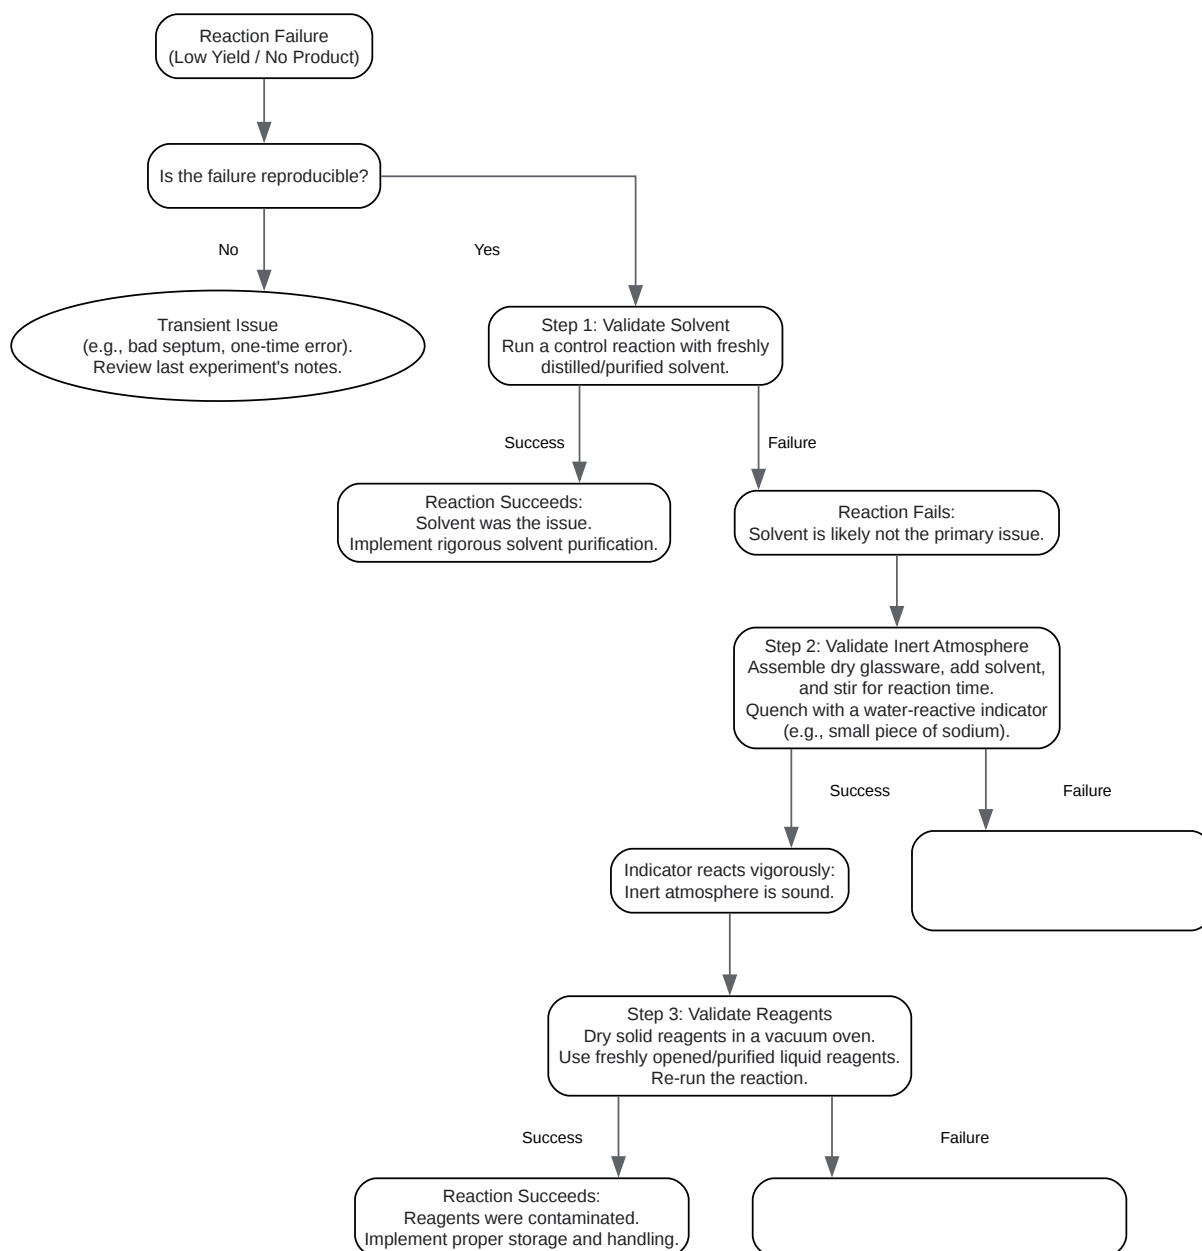 Reaction Failure
(Low Yield / No Product)
Is the failure reproducible?
No
Yes
Transient Issue
(e.g., bad septum, one-time error).
Review last experiment's notes.
Step 1: Validate Solvent
Run a control reaction with freshly
distilled/purified solvent.
Success
Failure
Reaction Succeeds:
Solvent was the issue.
Implement rigorous solvent purification.
Reaction Fails:
Solvent is likely not the primary issue.
Step 2: Validate Inert Atmosphere
Assemble dry glassware, add solvent,
and stir for reaction time.
Quench with a water-reactive indicator
(e.g., small piece of sodium).
Success
Failure
Indicator reacts vigorously:
Inert atmosphere is sound.
Step 3: Validate Reagents
Dry solid reagents in a vacuum oven.
Use freshly opened/purified liquid reagents.
Re-run the reaction.
Success
Failure
Reaction Succeeds:
Reagents were contaminated.
Implement proper storage and handling.